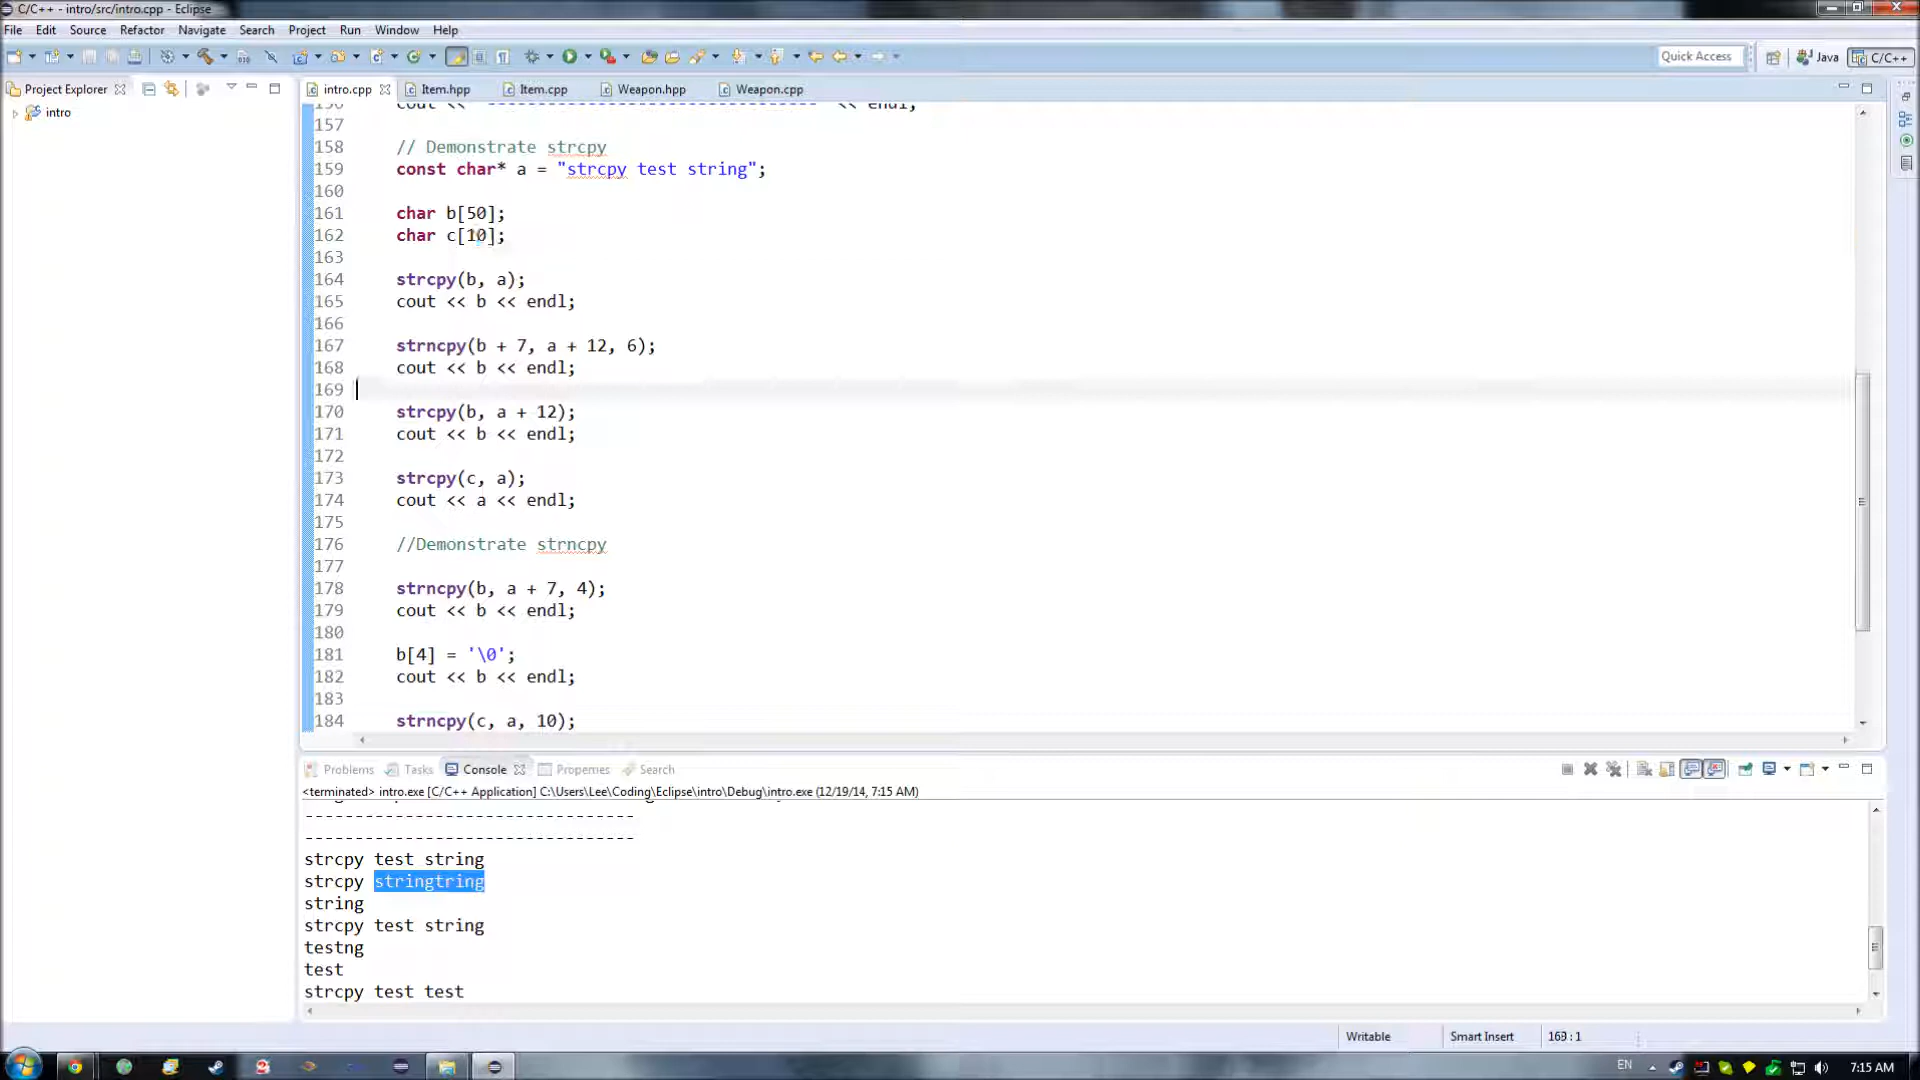 C/C++ - intro/src/intro.cpp - Eclipse
File Edit Source Refactor Navigate Search Project Run Window Help
Quick Access Java C/C++
Project Explorer intro.cpp Item.hpp Item.cpp Weapon.hpp Weapon.cpp
intro
156 cout << "---------------------------------" << endl;
157
158 // Demonstrate strcpy
159 const char* a = "strcpy test string";
160
161 char b[50];
162 char c[10];
163
164 strcpy(b, a);
165 cout << b << endl;
166
167 strncpy(b + 7, a + 12, 6);
168 cout << b << endl;
169
170 strcpy(b, a + 12);
171 cout << b << endl;
172
173 strcpy(c, a);
174 cout << a << endl;
175
176 //Demonstrate strncpy
177
178 strncpy(b, a + 7, 4);
179 cout << b << endl;
180
181 b[4] = '\0';
182 cout << b << endl;
183
184 strncpy(c, a, 10);
Problems Tasks Console Properties Search
<terminated> intro.exe [C/C++ Application] C:\Users\Lee\Coding\Eclipse\intro\Debug\intro.exe (12/19/14, 7:15 AM)
---------------------------------
---------------------------------
strcpy test string
strcpy stringtring
string
strcpy test string
testng
test
strcpy test test
Writable Smart Insert 169 : 1
EN 7:15 AM